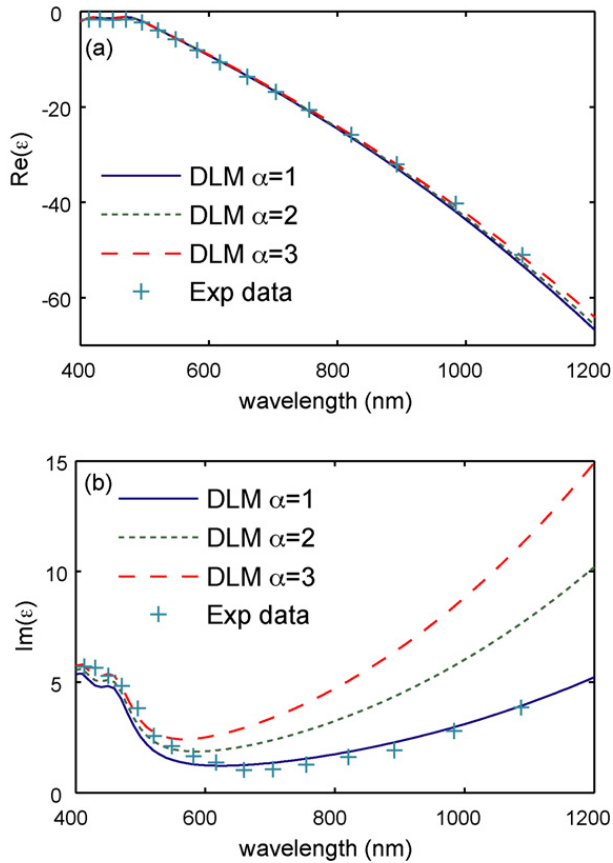 0
(a)
-20
Re(ε)
DLM α=1
-40
DLM α=2
DLM α=3
-60
Exp data
400 600 800 1000 1200
wavelength (nm)
15
(b)
DLM α=1
DLM α=2
10
DLM α=3
Im(ε)
Exp data
5
0
400 600 800 1000 1200
wavelength (nm)